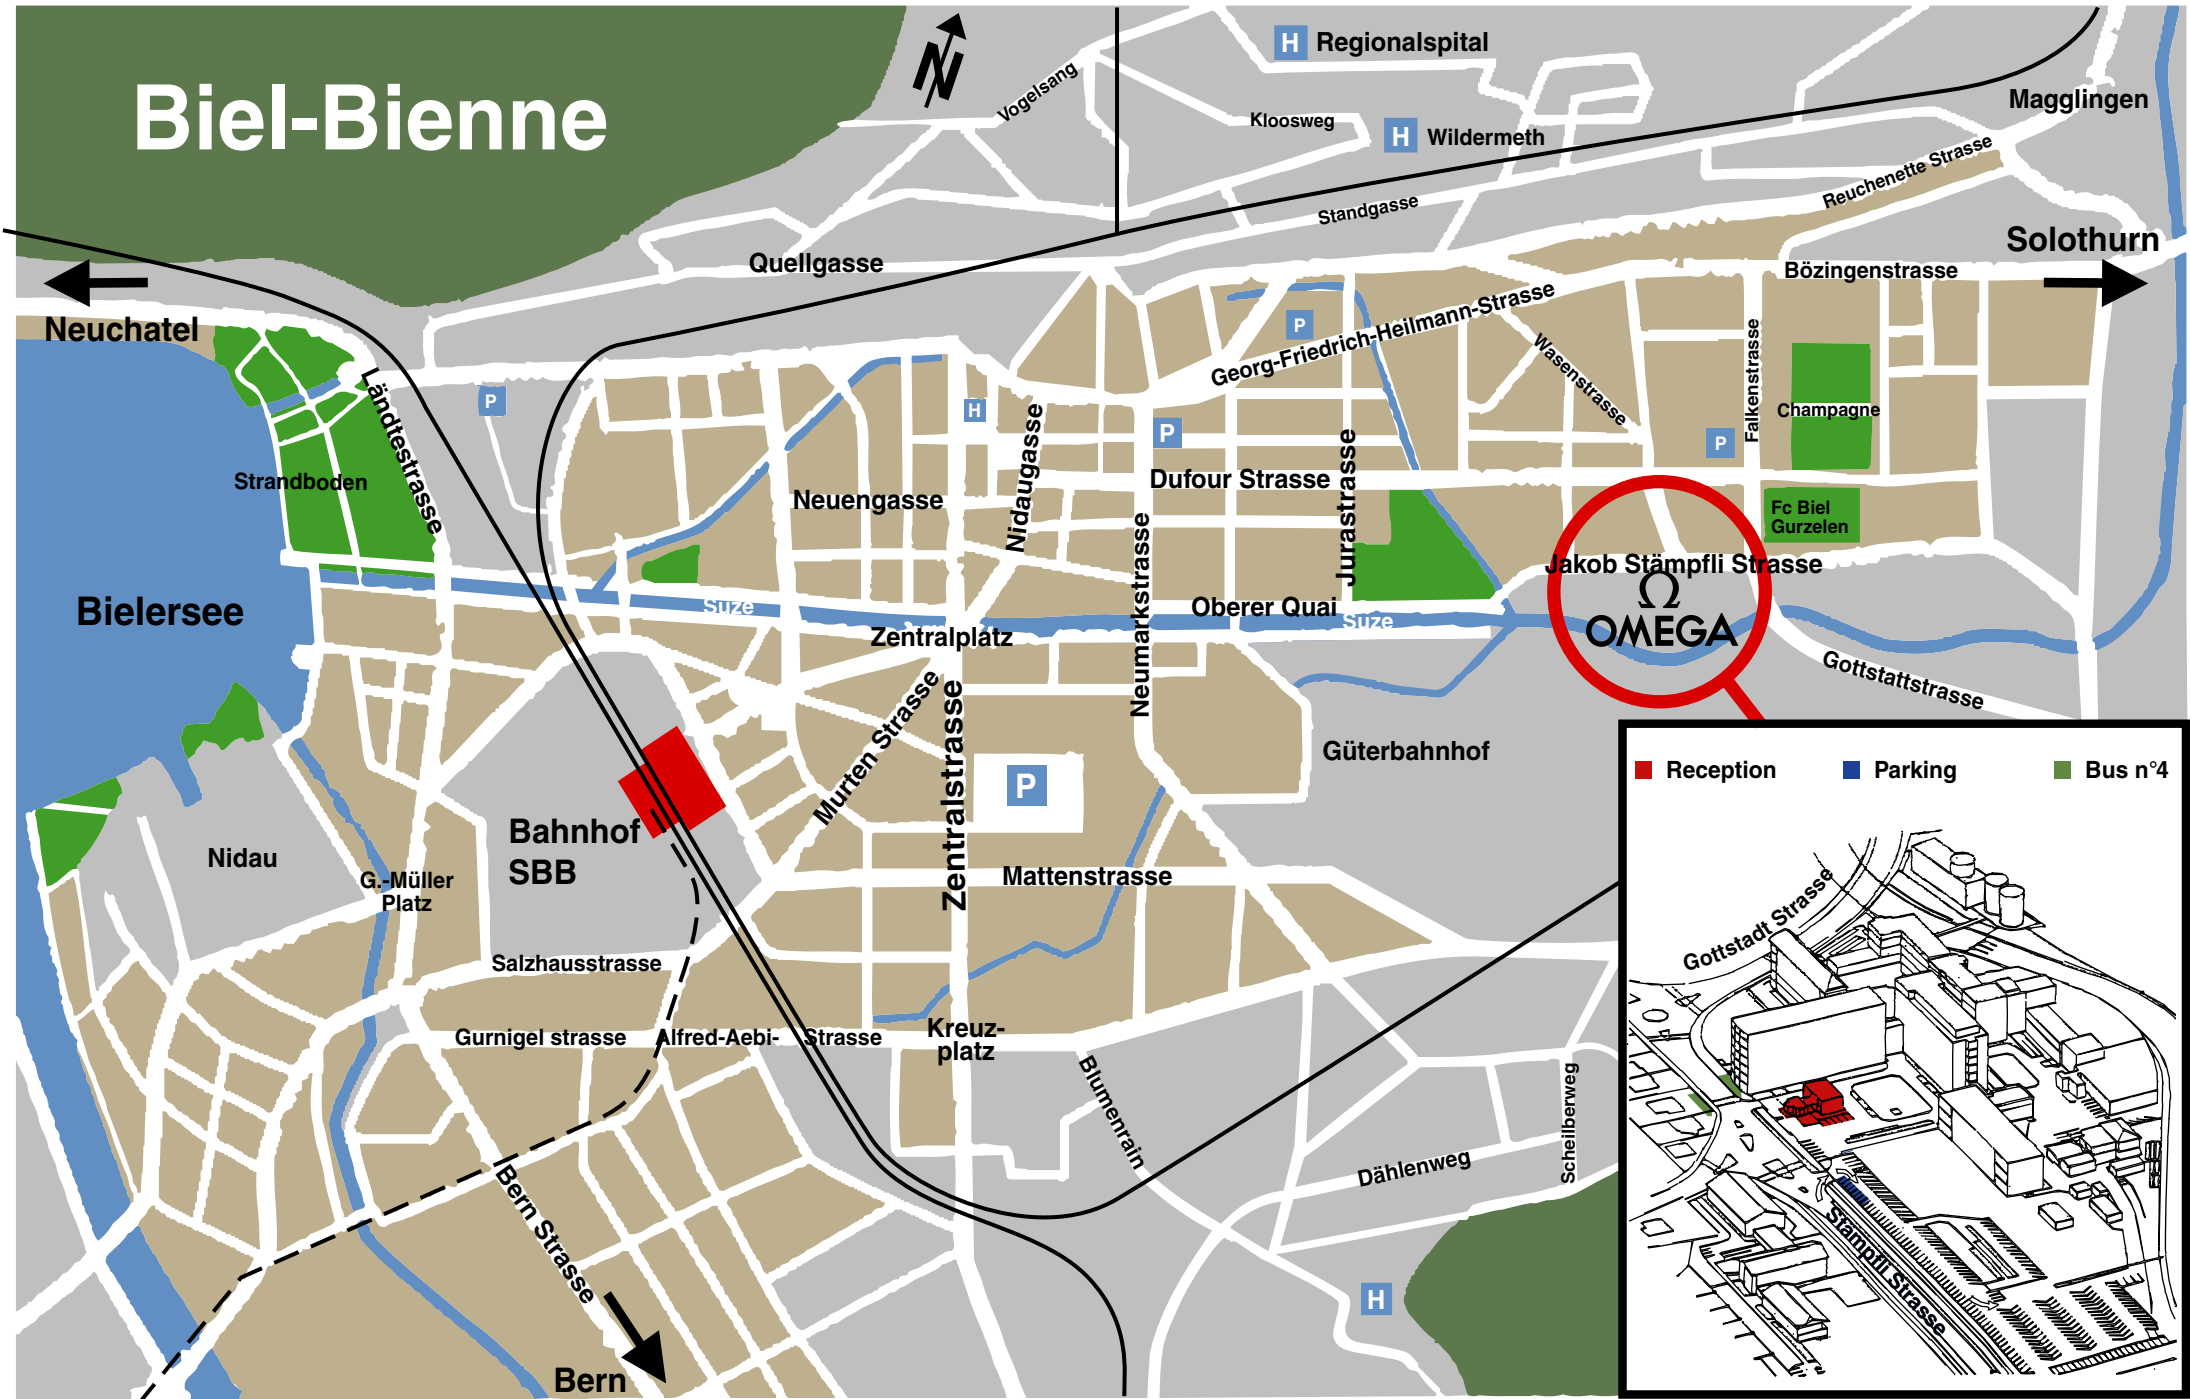 Biel-Bienne
N
H Regionalspital
Vogelsang
Kloosweg
H Wildermeth
Magglingen
Reuchenette Strasse
Standgasse
Solothurn
Quellgasse
Bözingenstrasse
Neuchatel
Georg-Friedrich-Heilmann-Strasse
P
Wasenstrasse
Falkenstrasse
Ländtestrasse
P
H
Nidaugasse
P
Jurastrasse
P
Champagne
Strandboden
Neuengasse
Dufour Strasse
Fc Biel
Gurzelen
Neumarkstrasse
Jakob Stämpfli Strasse
Ω
OMEGA
Bielersee
Suze
Oberer Quai
Suze
Zentralplatz
Gottstattstrasse
Murten Strasse
Zentralstrasse
Güterbahnhof
P
Bahnhof
SBB
Nidau
G.-Müller
Platz
Mattenstrasse
Salzhausstrasse
Gurnigel strasse
Alfred-Aebi-
Strasse
Kreuz-
platz
Blumenrain
Scheilberweg
Dählenweg
Bern Strasse
H
Bern
Reception
Parking
Bus n°4
Gottstadt Strasse
Stämpfli Strasse